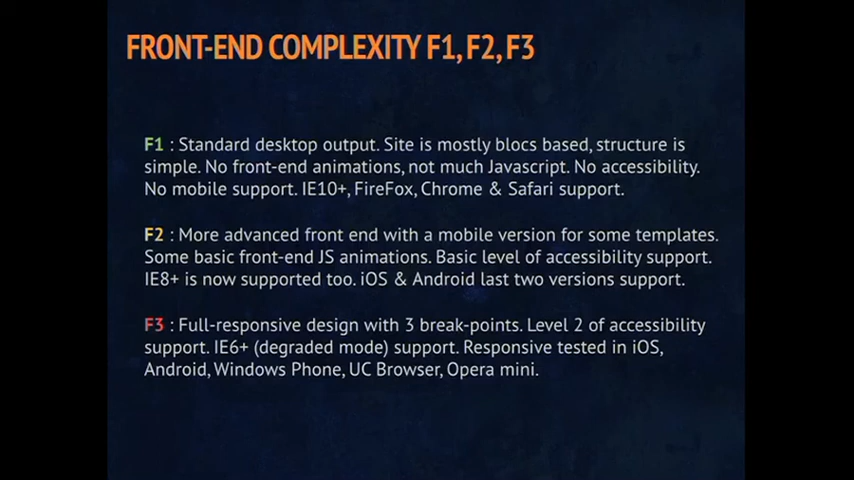 FRONT-END COMPLEXITY F1, F2, F3
F1 : Standard desktop output. Site is mostly blocs based, structure is
simple. No front-end animations, not much Javascript. No accessibility.
No mobile support. IE10+, FireFox, Chrome & Safari support.
F2 : More advanced front end with a mobile version for some templates.
Some basic front-end JS animations. Basic level of accessibility support.
IE8+ is now supported too. iOS & Android last two versions support.
F3 : Full-responsive design with 3 break-points. Level 2 of accessibility
support. IE6+ (degraded mode) support. Responsive tested in iOS,
Android, Windows Phone, UC Browser, Opera mini.